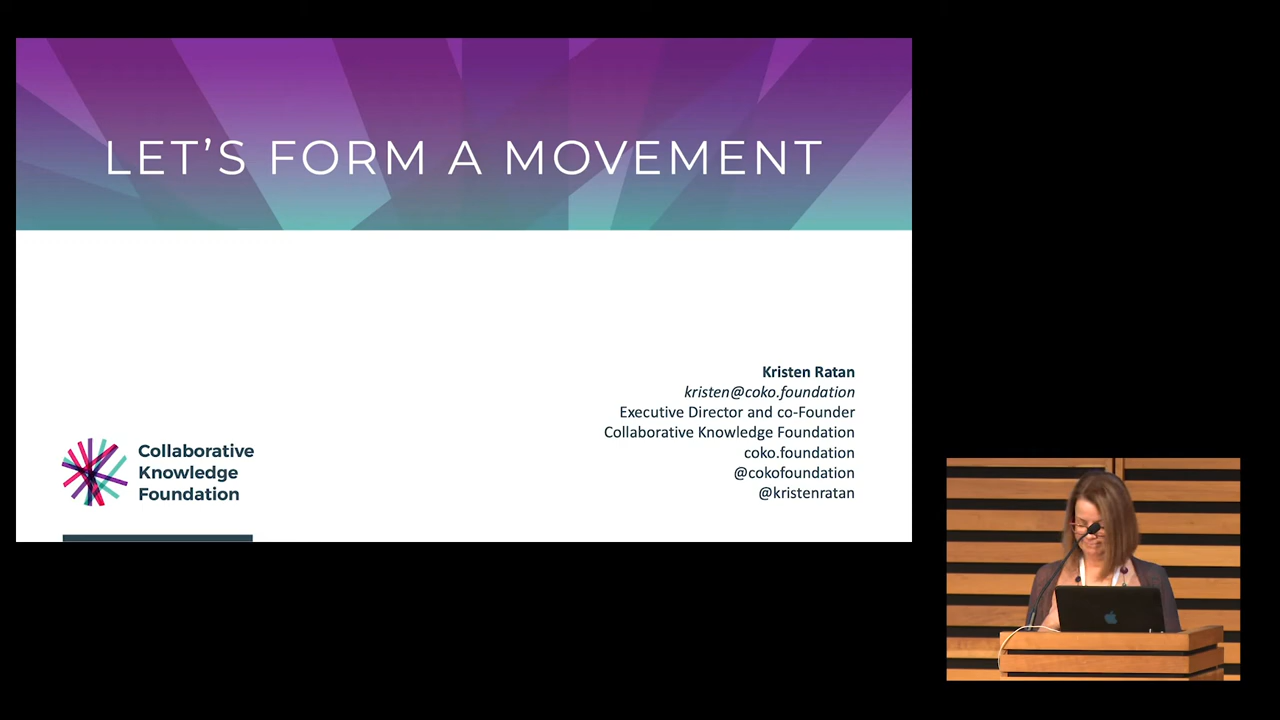 LET'S FORM A MOVEMENT
Kristen Ratan
kristen@coko.foundation
Executive Director and co-Founder
Collaborative Knowledge Foundation
coko.foundation
@cokofoundation
@kristenratan
Collaborative
Knowledge
Foundation